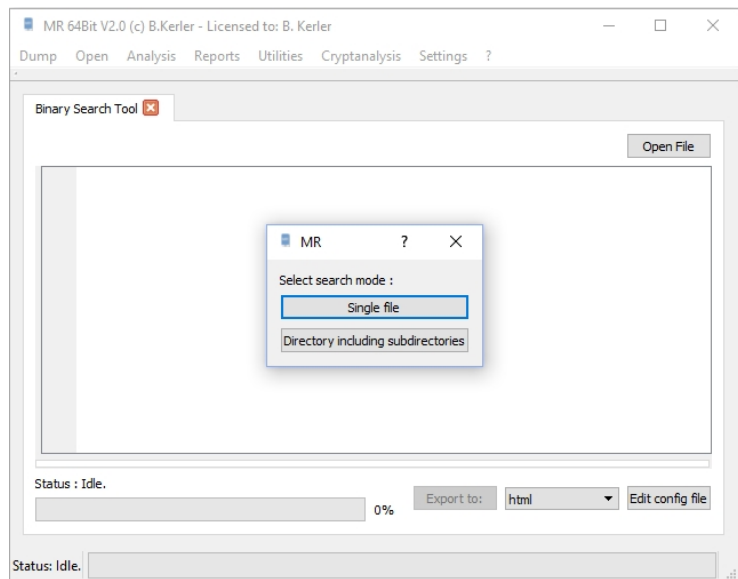 MR 64Bit V2.0 (c) B.Kerler - Licensed to: B. Kerler
Dump Open Analysis Reports Utilities Cryptanalysis Settings ?
Binary Search Tool
Open File
MR ?
Select search mode :
Single file
Directory including subdirectories
Status : Idle.
0%
Export to: html Edit config file
Status: Idle.